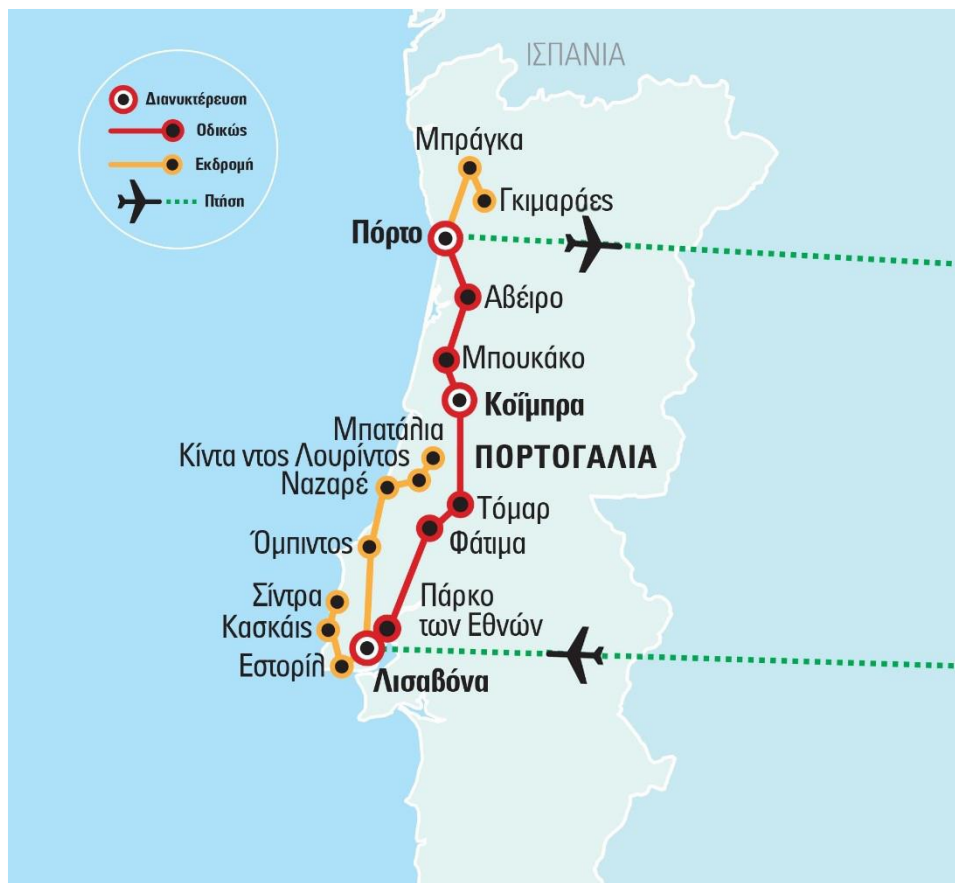 ΙΣΠΑΝΙΑ
Διανυκτέρευση
Οδικώς
Εκδρομή
Πτήση
Μπράγκα
Γκιμαράες
Πόρτο
Αβέιρο
Μπουκάκο
Κοΐμπρα
Μπατάλια
Κίντα ντος Λουρίντος
ΠΟΡΤΟΓΑΛΙΑ
Ναζαρέ
Τόμαρ
Φάτιμα
Όμπιντος
Σίντρα
Πάρκο
των Εθνών
Κασκάις
Εστορίλ
Λισαβόνα